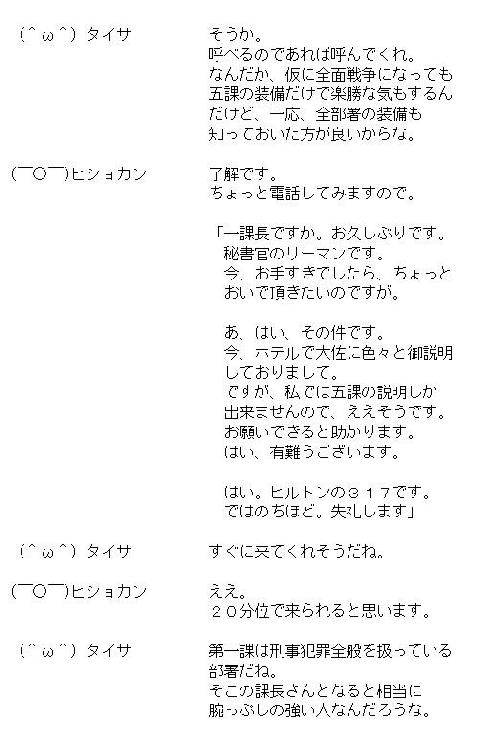 （＾ω＾）タイサ　そうか。
呼べるのであれば呼んでくれ。
なんだか、仮に全面戦争になっても
五課の装備だけで楽勝な気もするん
だけど、一応、全部署の装備も
知っておいた方が良いからな。
(￣○￣)ヒショカン　了解です。
ちょっと電話してみますので。
「一課長ですか。お久しぶりです。
秘書官のリーマンです。
今、お手すきでしたら、ちょっと
おいで頂きたいのですが。
あ、はい、その件です。
今、ホテルで大佐に色々と御説明
しておりまして。
ですが、私では五課の説明しか
出来ませんので、ええそうです。
お願いできると助かります。
はい、有難うございます。
はい。ヒルトンの３１７です。
ではのちほど。失礼します」
（＾ω＾）タイサ　すぐに来てくれそうだね。
(￣○￣)ヒショカン　ええ。
２０分位で来られると思います。
（＾ω＾）タイサ　第一課は刑事犯罪全般を扱っている
部署だね。
そこの課長さんとなると相当に
腕っぷしの強い人なんだろうな。